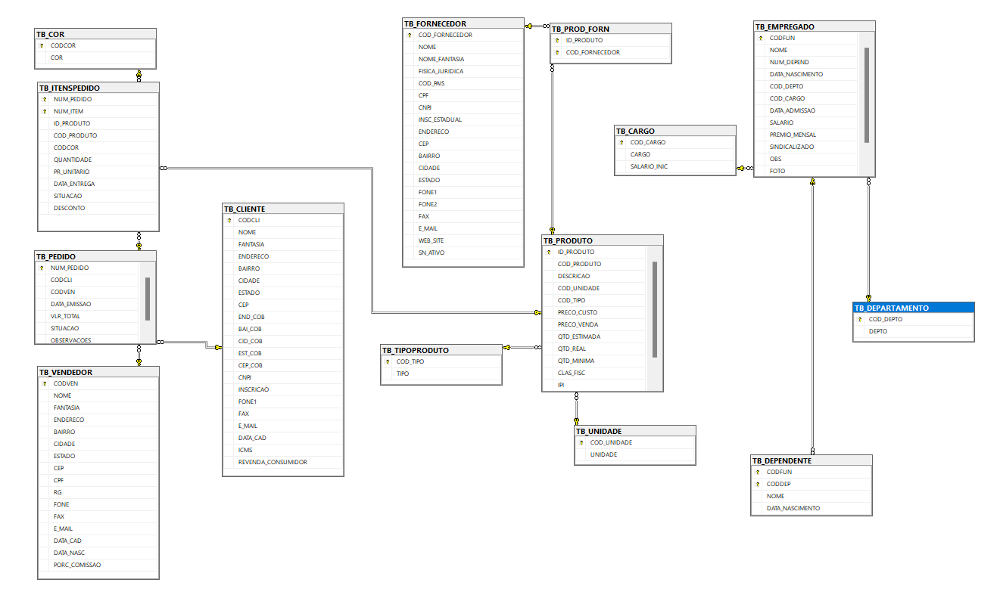 TB_COR
CODCOR
COR
TB_ITENSPEDIDO
NUM_PEDIDO
NUM_ITEM
ID_PRODUTO
COD_PRODUTO
CODCOR
QUANTIDADE
PR_UNITARIO
DATA_ENTREGA
SITUACAO
DESCONTO
TB_PEDIDO
NUM_PEDIDO
CODCLI
CODVEN
DATA_EMISSAO
VLR_TOTAL
SITUACAO
OBSERVACOES
TB_VENDEDOR
CODVEN
NOME
FANTASIA
ENDERECO
BAIRRO
CIDADE
ESTADO
CEP
CPF
RG
FONE
FAX
E_MAIL
DATA_CAD
DATA_NASC
PORC_COMISSAO
TB_CLIENTE
CODCLI
NOME
FANTASIA
ENDERECO
BAIRRO
CIDADE
ESTADO
CEP
END_COB
BAI_COB
CID_COB
EST_COB
CEP_COB
CNPJ
INSCRICAO
FONE1
FAX
E_MAIL
DATA_CAD
ICMS
REVENDA_CONSUMIDOR
TB_FORNECEDOR
COD_FORNECEDOR
NOME
NOME_FANTASIA
FISICA_JURIDICA
COD_PAIS
CPF
CNPJ
INSC_ESTADUAL
ENDERECO
CEP
BAIRRO
CIDADE
ESTADO
FONE1
FONE2
FAX
E_MAIL
WEB_SITE
SN_ATIVO
TB_PROD_FORN
ID_PRODUTO
COD_FORNECEDOR
TB_TIPOPRODUTO
COD_TIPO
TIPO
TB_PRODUTO
ID_PRODUTO
COD_PRODUTO
DESCRICAO
COD_UNIDADE
COD_TIPO
PRECO_CUSTO
PRECO_VENDA
QTD_ESTIMADA
QTD_REAL
QTD_MINIMA
CLAS_FISC
IPI
TB_UNIDADE
COD_UNIDADE
UNIDADE
TB_CARGO
COD_CARGO
CARGO
SALARIO_INIC
TB_EMPREGADO
CODFUN
NOME
NUM_DEPEND
DATA_NASCIMENTO
COD_DEPTO
COD_CARGO
DATA_ADMISSAO
SALARIO
PREMIO_MENSAL
SINDICALIZADO
OBS
FOTO
TB_DEPARTAMENTO
COD_DEPTO
DEPTO
TB_DEPENDENTE
CODFUN
CODDEP
NOME
DATA_NASCIMENTO